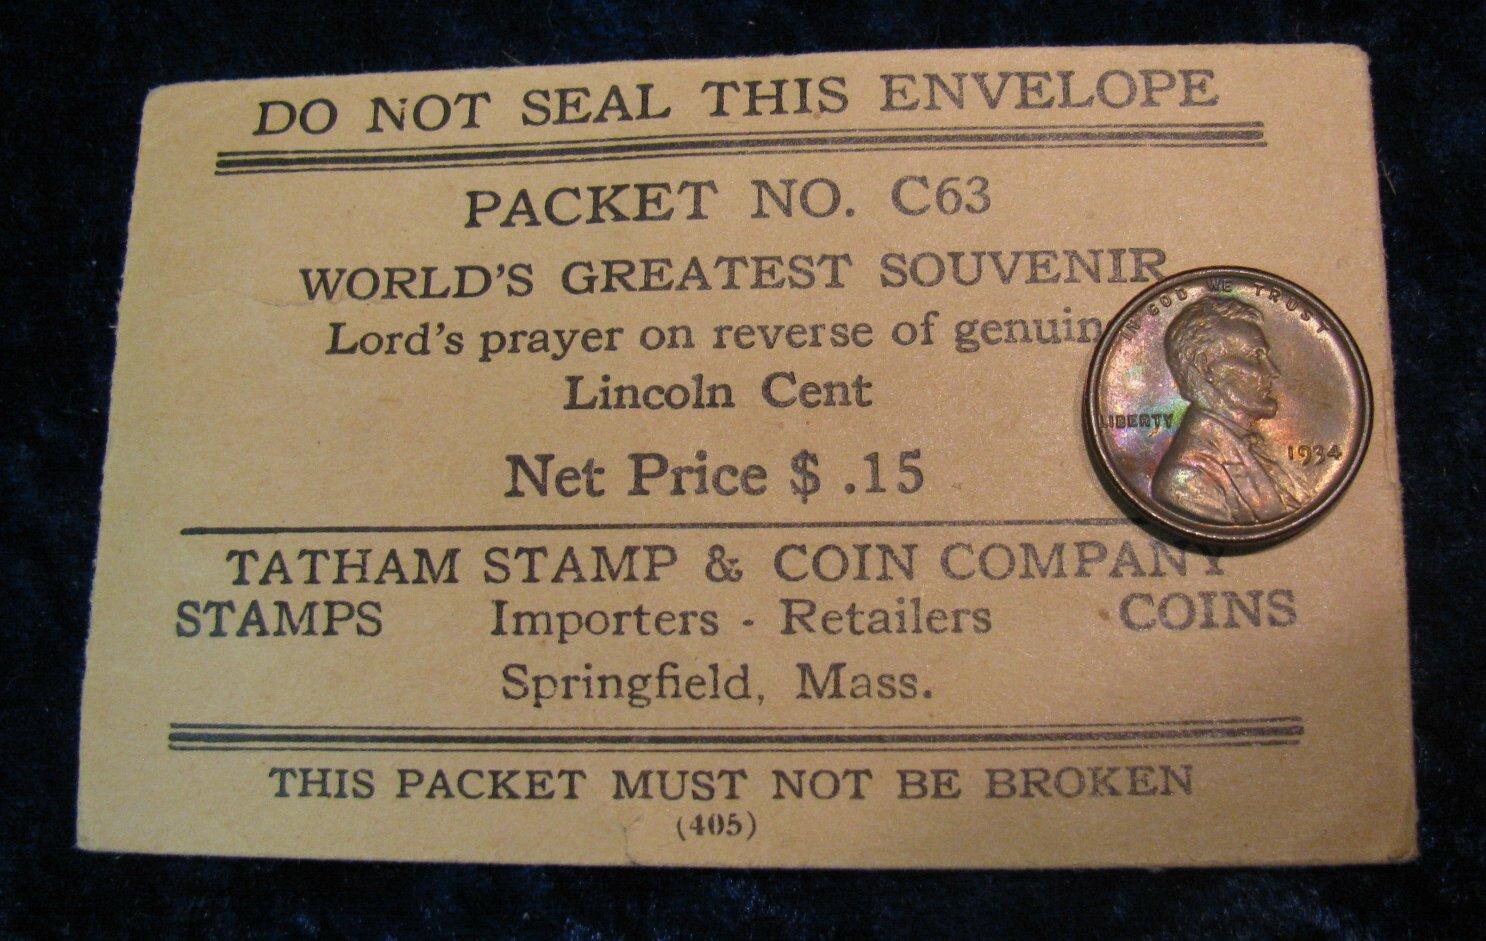 DO NOT SEAL THIS ENVELOPE
PACKET NO. C63
WORLD'S GREATEST SOUVENIR
Lord's prayer on reverse of genuin
Lincoln Cent
Net Price $ .15
TATHAM STAMP & COIN COMPANY
STAMPS Importers - Retailers COINS
Springfield, Mass.
THIS PACKET MUST NOT BE BROKEN
(405)
IN GOD WE TRUST
LIBERTY
1934